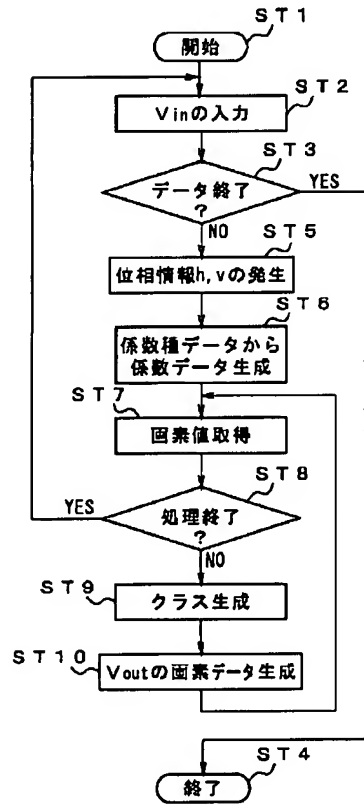 ST1
開始
ST2
Vinの入力
ST3
データ終了
?
YES
NO
ST5
位相情報h,vの発生
ST6
係数種データから
係数データ生成
ST7
画素値取得
ST8
YES
処理終了
?
NO
ST9
クラス生成
ST10
Voutの画素データ生成
ST4
終了